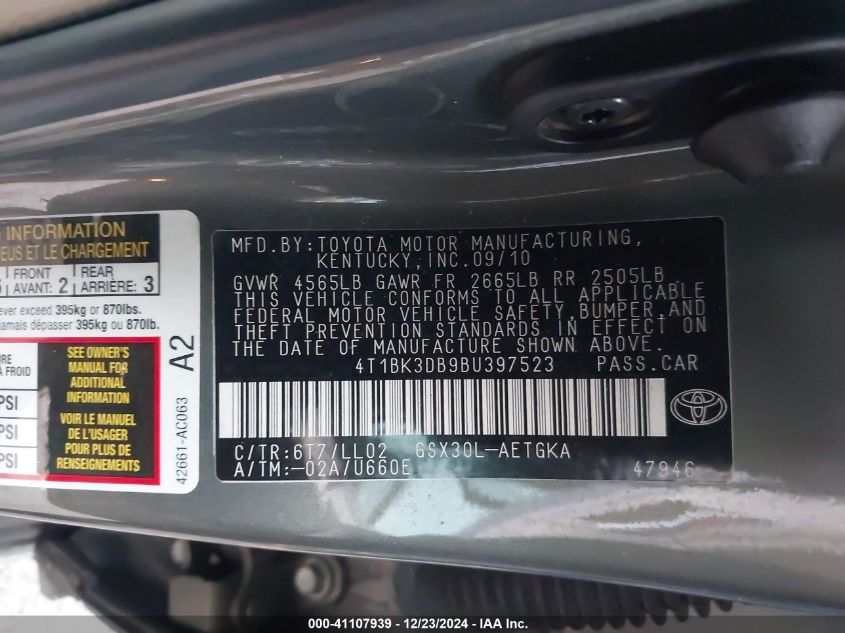 INFORMATION
EUS ET LE CHARGEMENT
FRONT
AVANT: 2
REAR
ARRIÈRE: 3
ever exceed 395kg or 870lbs.
jamais dépasser 395kg ou 870lb.
SEE OWNER'S
MANUAL FOR
ADDITIONAL
INFORMATION
VOIR LE MANUEL
DE L'USAGER
POUR PLUS DE
RENSEIGNEMENTS
PSI
PSI
PSI
A2
42661-AC063
MFD.BY:TOYOTA MOTOR MANUFACTURING,
KENTUCKY,INC.09/10
GVWR 4565LB GAWR FR 2665LB RR 2505LB
THIS VEHICLE CONFORMS TO ALL APPLICABLE
FEDERAL MOTOR VEHICLE SAFETY,BUMPER,AND
THEFT PREVENTION STANDARDS IN EFFECT ON
THE DATE OF MANUFACTURE SHOWN ABOVE.
4T1BK3DB9BU397523 PASS.CAR
C/TR:6T7/LL02 GSX30L-AETGKA
A/TM:-02A/U660E 47946
000-41107939 - 12/23/2024 - IAA Inc.